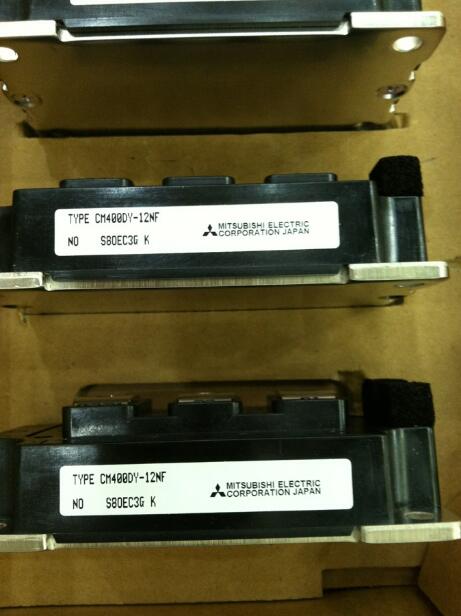 TYPE CM400DY-12NF
MITSUBISHI ELECTRIC
CORPORATION JAPAN
NO S80EC3G K
TYPE CM400DY-12NF
MITSUBISHI ELECTRIC
CORPORATION JAPAN
NO S80EC3G K